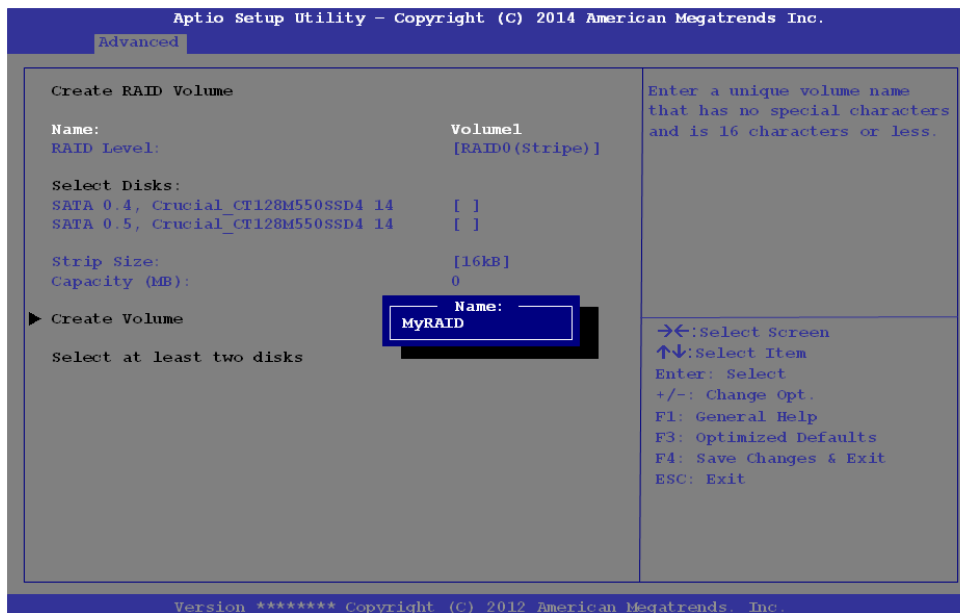 Aptio Setup Utility – Copyright (C) 2014 American Megatrends Inc.
Advanced
Create RAID Volume
Name: Volume1
RAID Level: [RAID0(Stripe)]
Select Disks:
SATA 0.4, Crucial_CT128M550SSD4 14 [ ]
SATA 0.5, Crucial_CT128M550SSD4 14 [ ]
Strip Size: [16kB]
Capacity (MB): 0
▶ Create Volume
Select at least two disks
Name:
MyRAID
Enter a unique volume name
that has no special characters
and is 16 characters or less.
→←:Select Screen
↑↓:Select Item
Enter: Select
+/-: Change Opt.
F1: General Help
F3: Optimized Defaults
F4: Save Changes & Exit
ESC: Exit
Version ******** Copyright (C) 2012 American Megatrends. Inc.